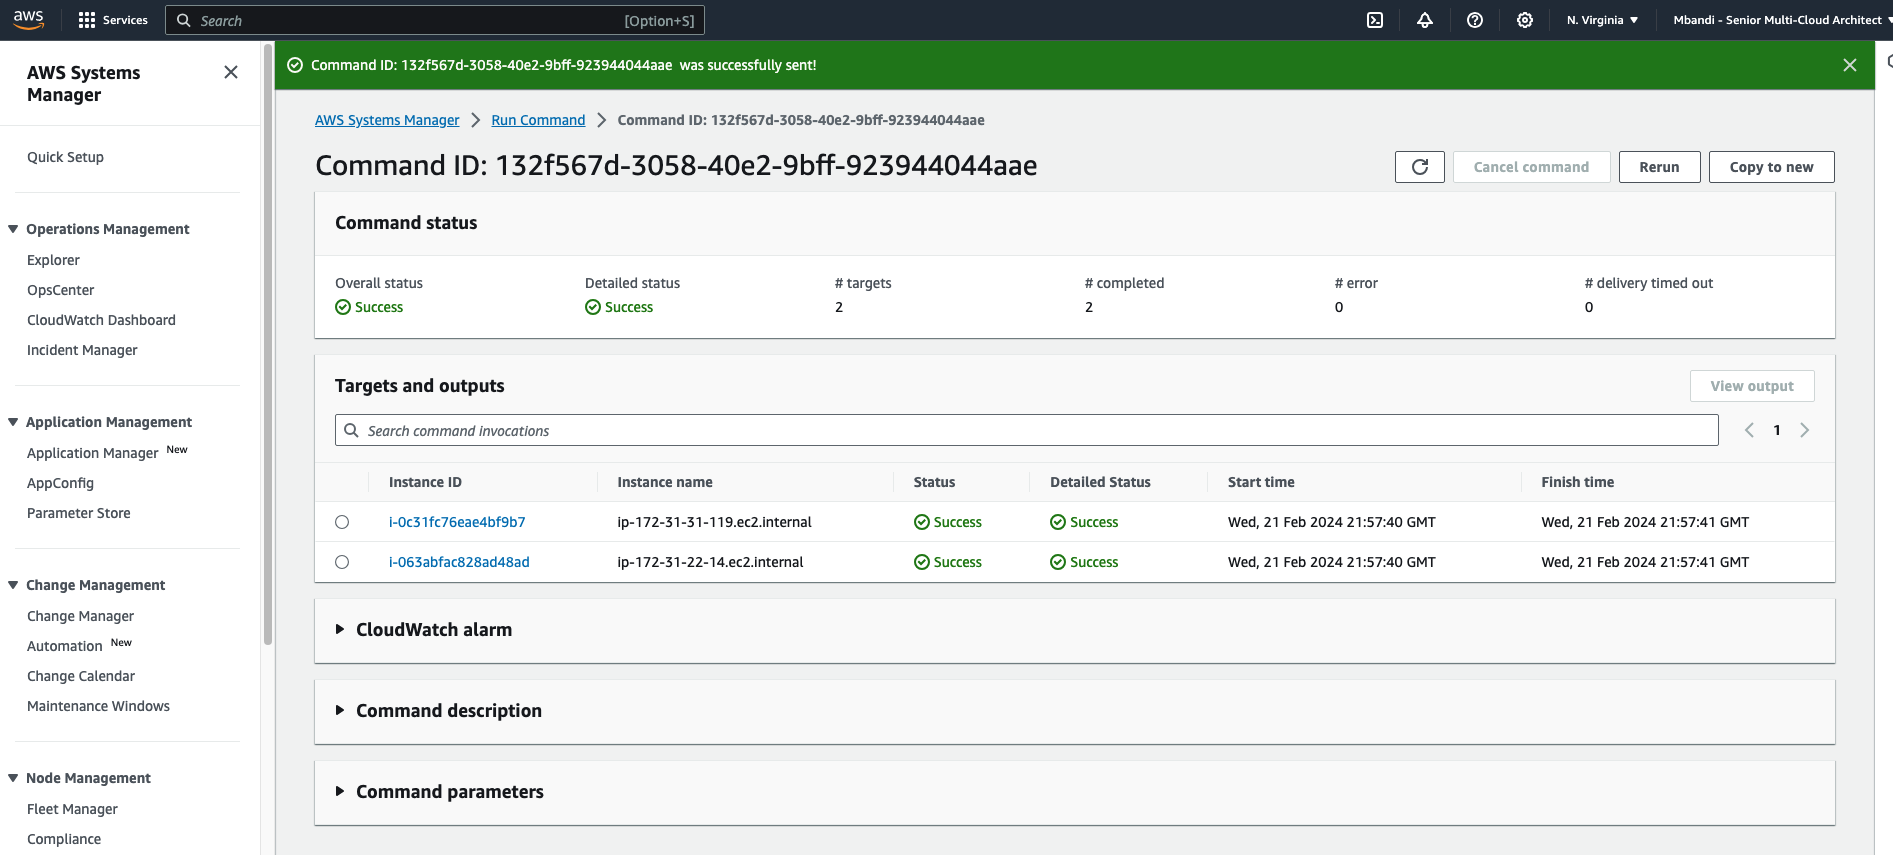 aws
Services
Search
[Option+S]
N. Virginia
Mbandi - Senior Multi-Cloud Architect
AWS Systems
Manager
Quick Setup
Operations Management
Explorer
OpsCenter
CloudWatch Dashboard
Incident Manager
Application Management
Application Manager New
AppConfig
Parameter Store
Change Management
Change Manager
Automation New
Change Calendar
Maintenance Windows
Node Management
Fleet Manager
Compliance
Command ID: 132f567d-3058-40e2-9bff-923944044aae was successfully sent!
AWS Systems Manager
Run Command
Command ID: 132f567d-3058-40e2-9bff-923944044aae
Command ID: 132f567d-3058-40e2-9bff-923944044aae
Cancel command
Rerun
Copy to new
Command status
Overall status
Success
Detailed status
Success
# targets
2
# completed
2
# error
0
# delivery timed out
0
Targets and outputs
View output
Search command invocations
1
Instance ID Instance name Status Detailed Status Start time Finish time
i-0c31fc76eae4bf9b7 ip-172-31-31-119.ec2.internal Success Success Wed, 21 Feb 2024 21:57:40 GMT Wed, 21 Feb 2024 21:57:41 GMT
i-063abfac828ad48ad ip-172-31-22-14.ec2.internal Success Success Wed, 21 Feb 2024 21:57:40 GMT Wed, 21 Feb 2024 21:57:41 GMT
CloudWatch alarm
Command description
Command parameters